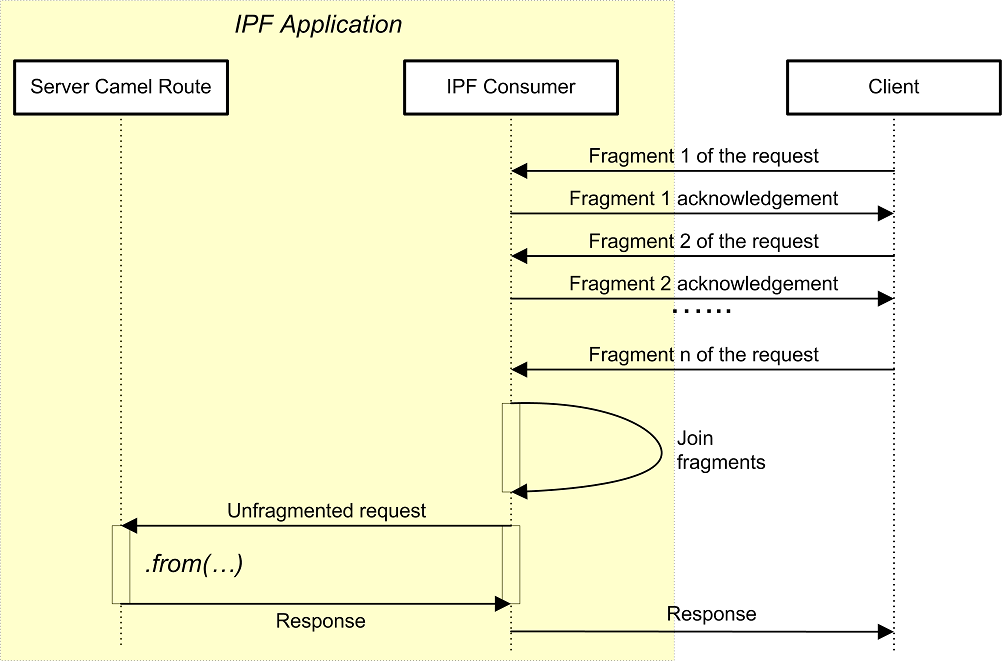 IPF Application
Server Camel Route
IPF Consumer
Client
Fragment 1 of the request
Fragment 1 acknowledgement
Fragment 2 of the request
Fragment 2 acknowledgement
......
Fragment n of the request
Join
fragments
Unfragmented request
.from(…)
Response
Response